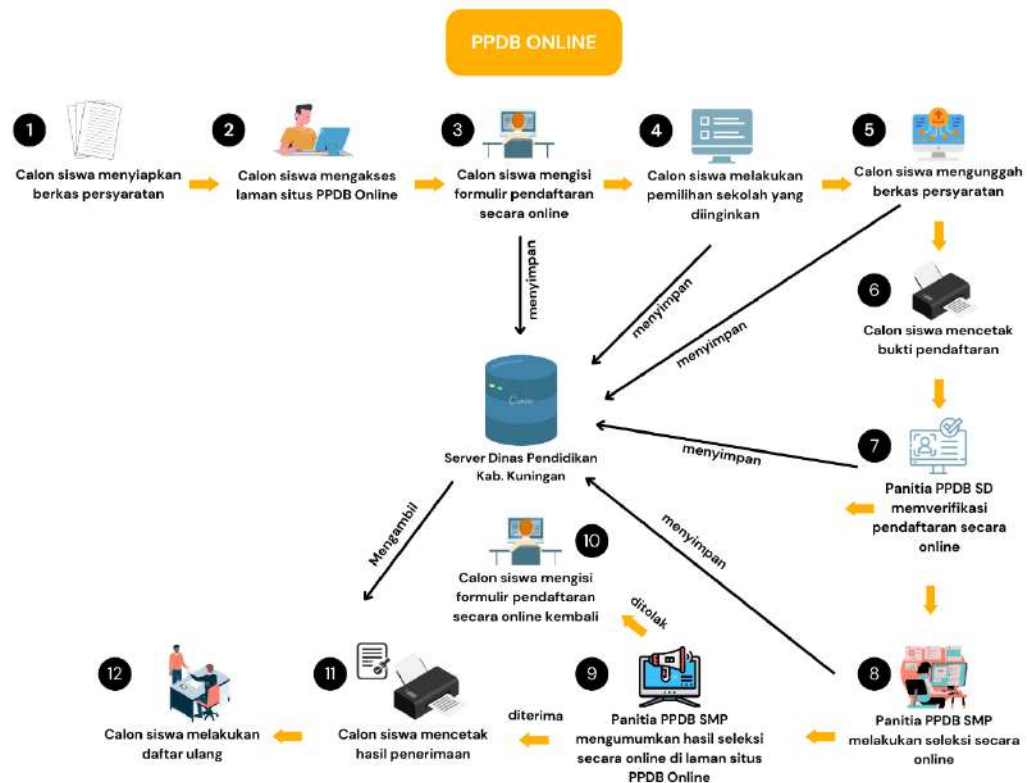 PPDB ONLINE
1
Calon siswa menyiapkan
berkas persyaratan
2
Calon siswa mengakses
laman situs PPDB Online
3
Calon siswa mengisi
formulir pendaftaran
secara online
4
Calon siswa melakukan
pemilihan sekolah yang
diinginkan
5
Calon siswa mengunggah
berkas persyaratan
menyimpan
menyimpan
menyimpan
6
Calon siswa mencetak
bukti pendaftaran
Canva
Server Dinas Pendidikan
Kab. Kuningan
menyimpan
7
Panitia PPDB SD
memverifikasi
pendaftaran secara
online
Mengambil
menyimpan
10
Calon siswa mengisi
formulir pendaftaran
secara online kembali
ditolak
12
Calon siswa melakukan
daftar ulang
11
Calon siswa mencetak
hasil penerimaan
diterima
9
Panitia PPDB SMP
mengumumkan hasil seleksi
secara online di laman situs
PPDB Online
8
Panitia PPDB SMP
melakukan seleksi secara
online